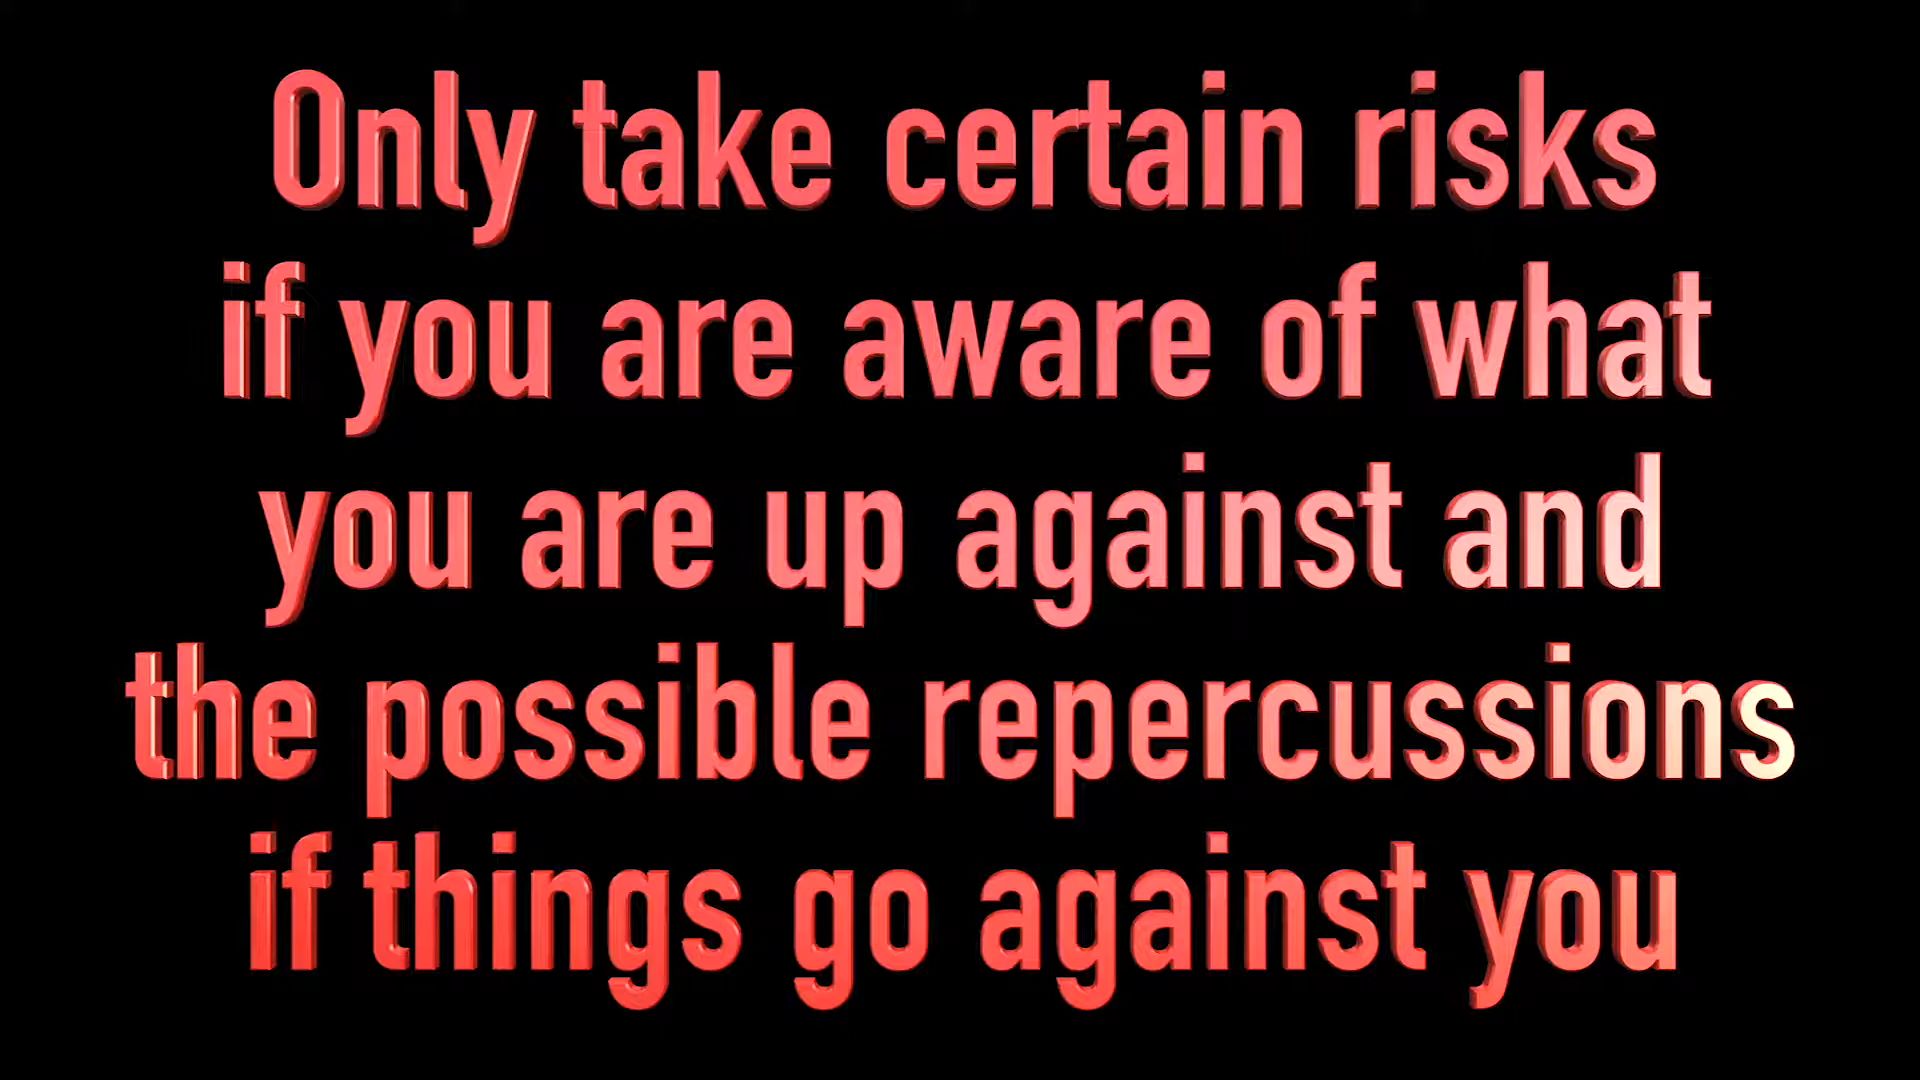 Only take certain risks
if you are aware of what
you are up against and
the possible repercussions
if things go against you